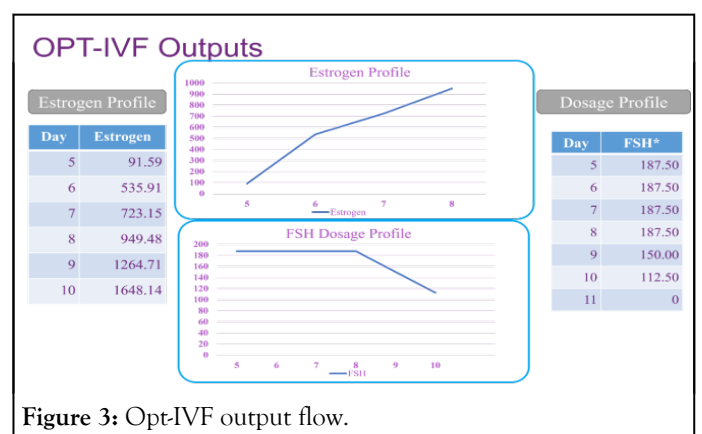 OPT-IVF Outputs
Estrogen Profile
Day Estrogen
5 91.59
6 535.91
7 723.15
8 949.48
9 1264.71
10 1648.14
Estrogen Profile
1000
900
800
700
600
500
400
300
200
100
0
5 6 7 8
Estrogen
FSH Dosage Profile
200
180
160
140
120
100
80
60
40
20
0
5 6 7 8 9 10
FSH
Dosage Profile
Day FSH*
5 187.50
6 187.50
7 187.50
8 187.50
9 150.00
10 112.50
11 0
Figure 3: Opt-IVF output flow.